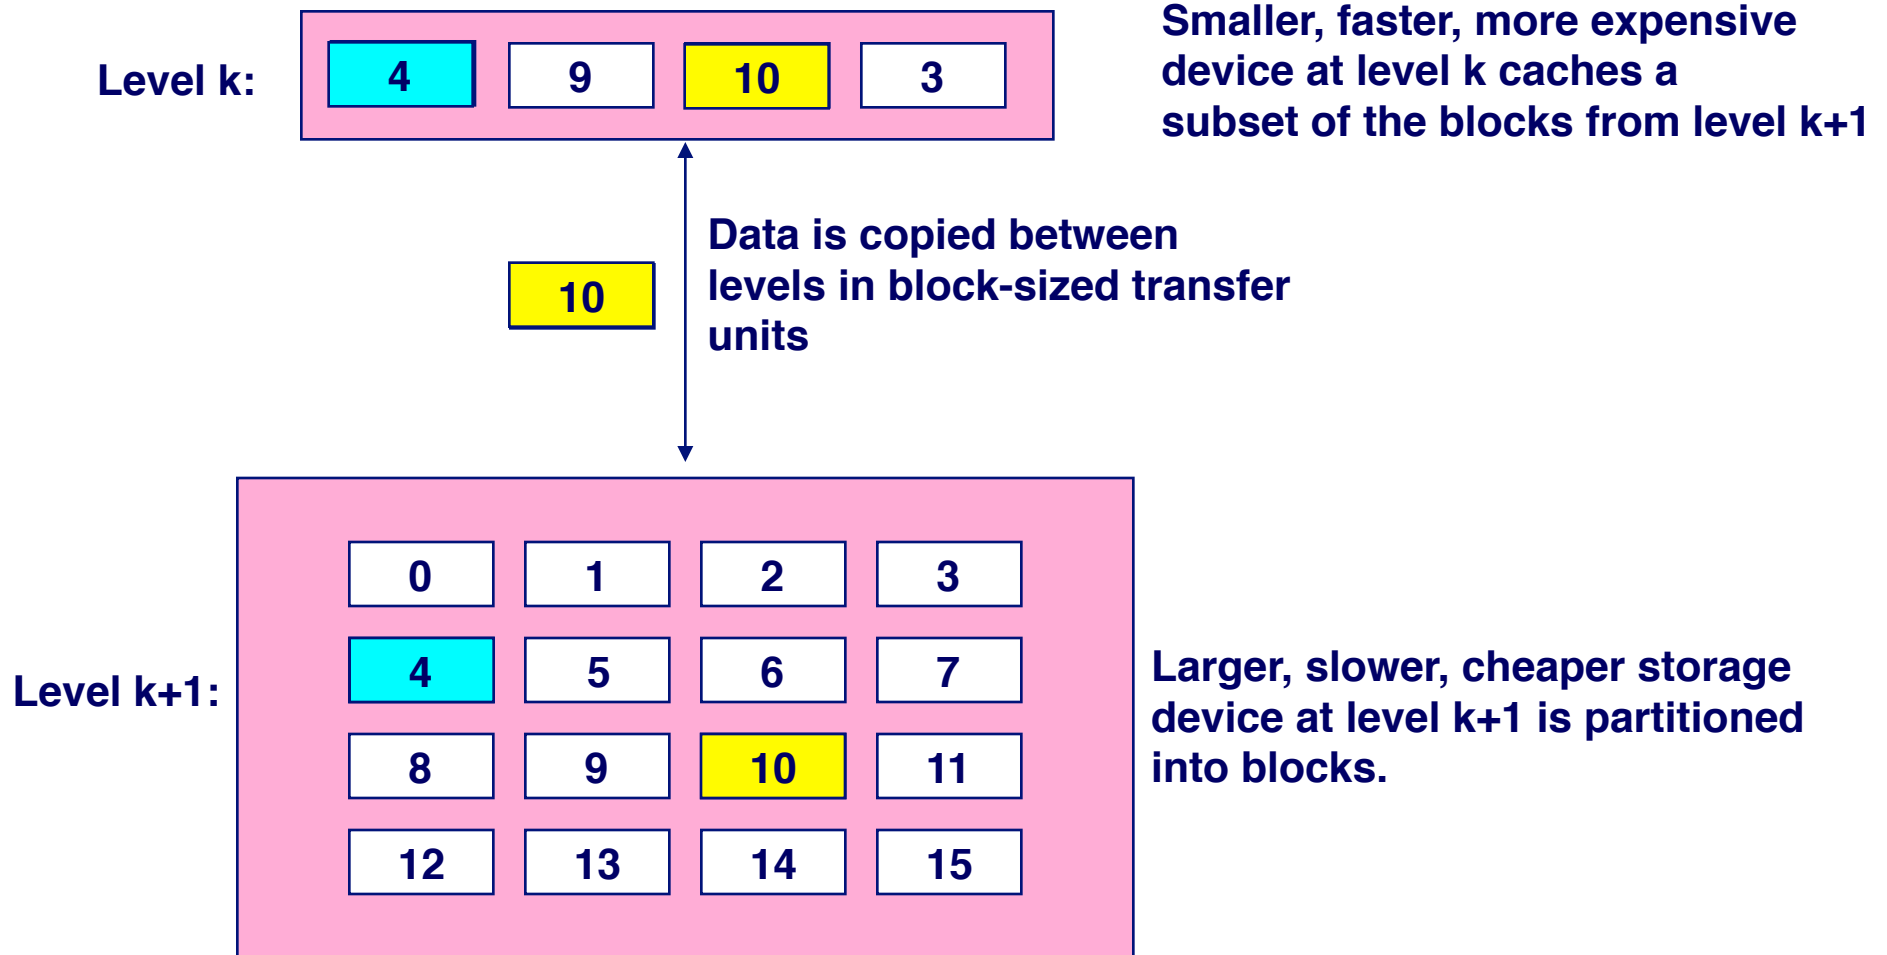 Smaller, faster, more expensive
device at level k caches a
subset of the blocks from level k+1
Level k:
4 9 10 3
Data is copied between
levels in block-sized transfer
units
10
Level k+1:
0 1 2 3
4 5 6 7
8 9 10 11
12 13 14 15
Larger, slower, cheaper storage
device at level k+1 is partitioned
into blocks.